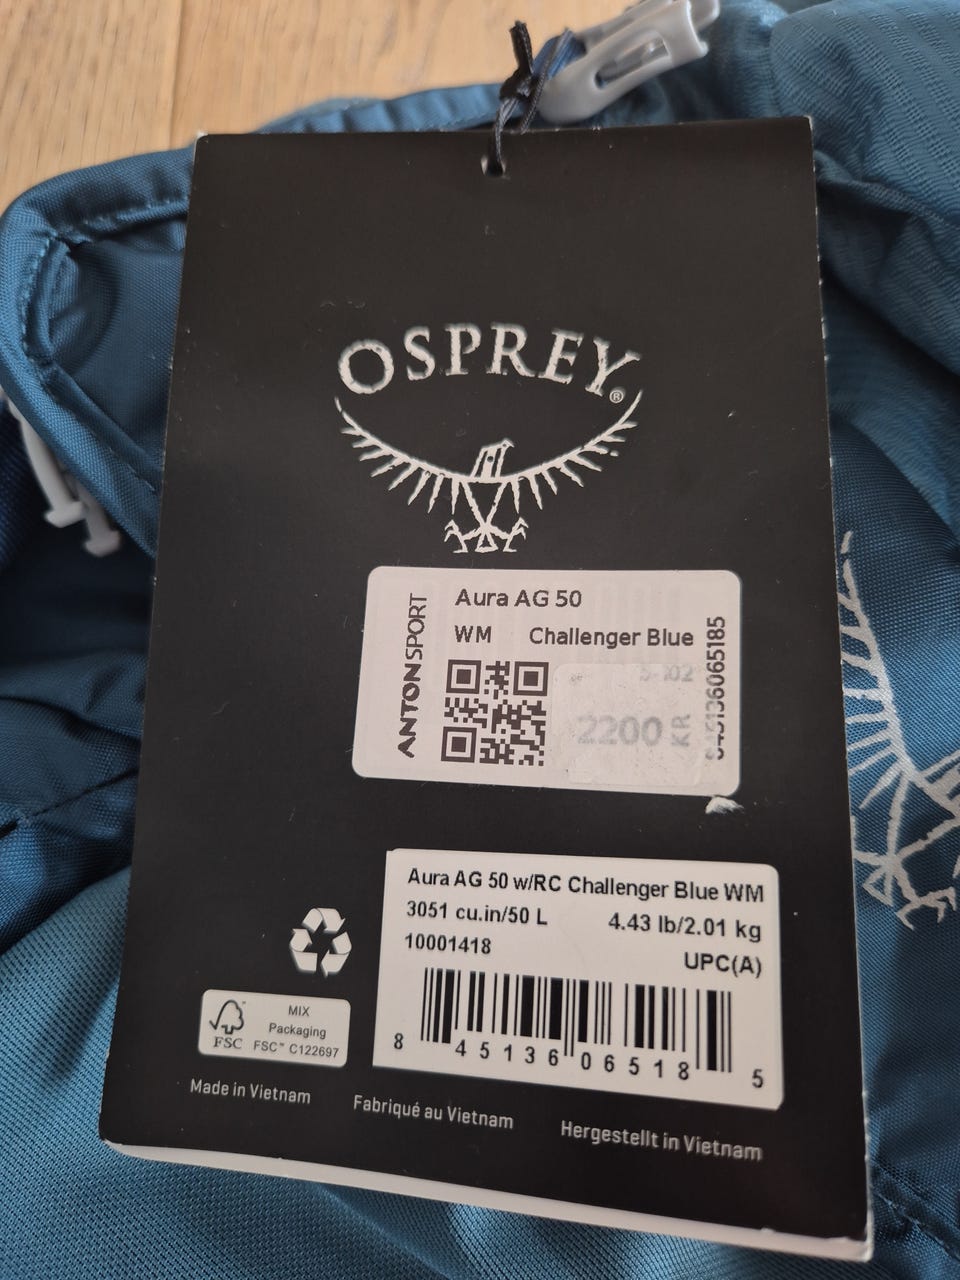 OSPREY®
ANTONSPORT
Aura AG 50
WM Challenger Blue
2200 KR
845136065185
Aura AG 50 w/RC Challenger Blue WM
3051 cu.in/50 L 4.43 lb/2.01 kg
10001418 UPC(A)
8 45136 06518 5
MIX
Packaging
FSC FSC™ C122697
Made in Vietnam Fabriqué au Vietnam Hergestellt in Vietnam